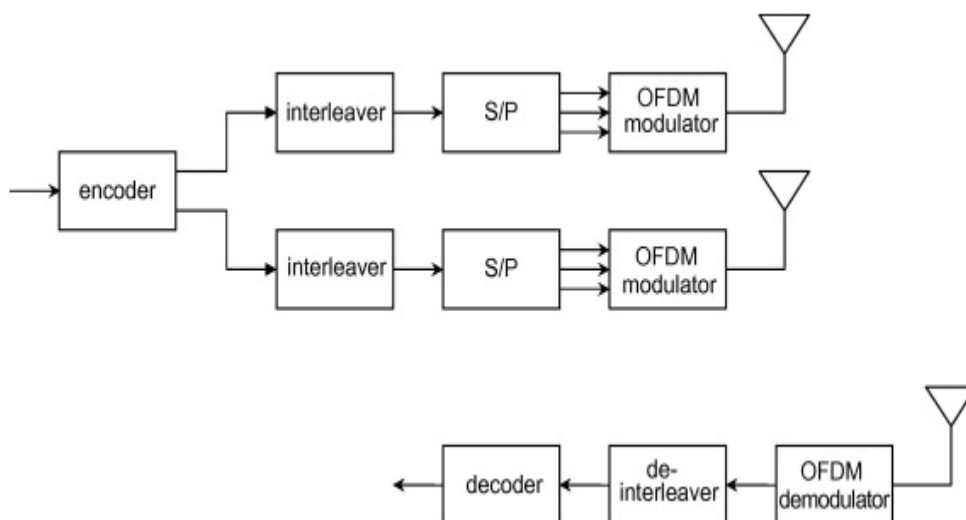 interleaver
S/P
OFDM
modulator
encoder
interleaver
S/P
OFDM
modulator
decoder
de-
interleaver
OFDM
demodulator